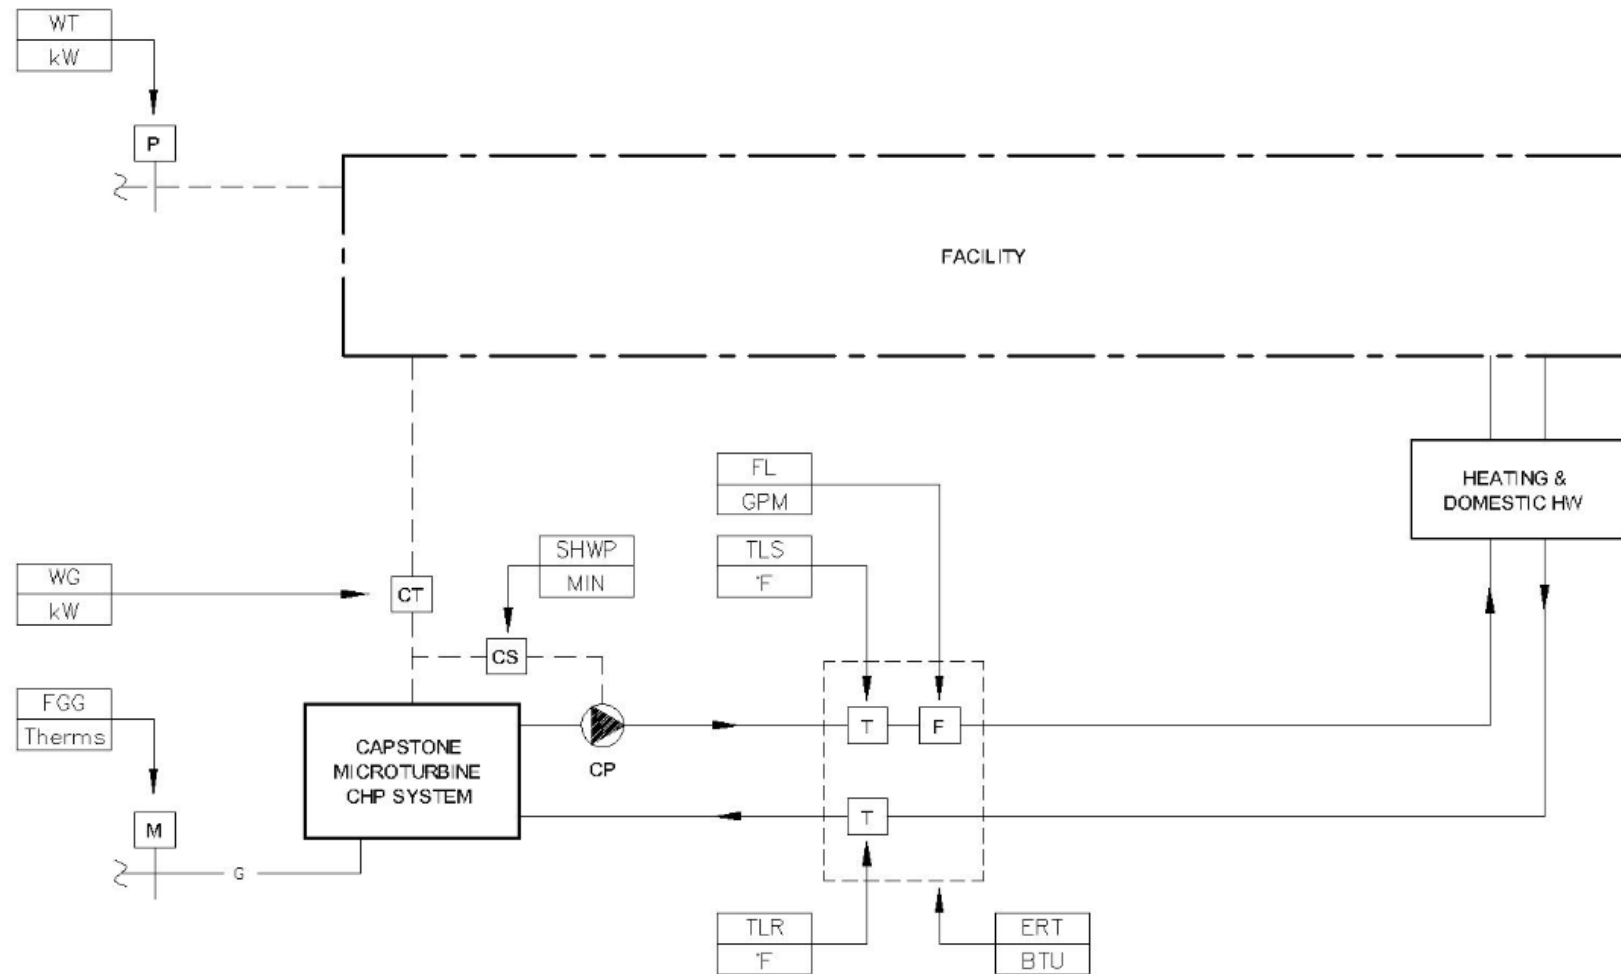 WT
kW
P
FACILITY
FL
GPM
HEATING &
DOMESTIC HW
SHWP
MIN
TLS
°F
WG
kW
CT
CS
FGG
Therms
CAPSTONE
MICROTURBINE
CHP SYSTEM
CP
T
F
M
T
G
TLR
°F
ERT
BTU